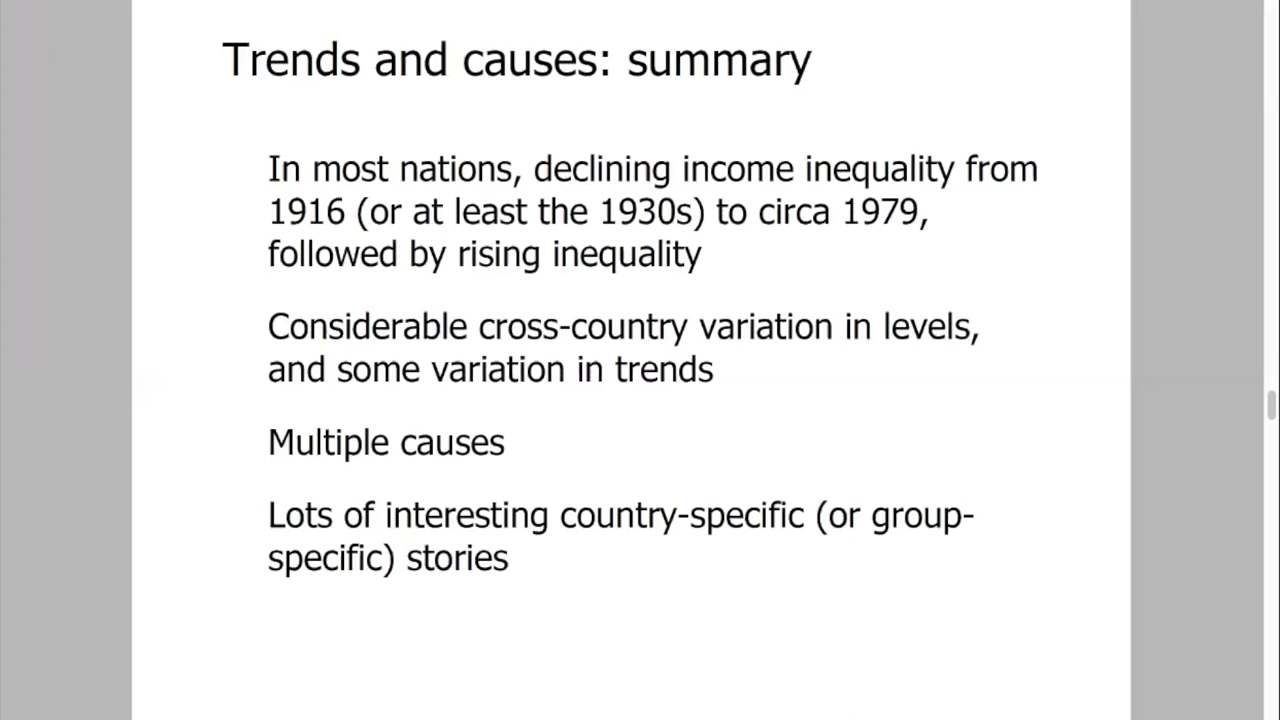 Trends and causes: summary
In most nations, declining income inequality from
1916 (or at least the 1930s) to circa 1979,
followed by rising inequality
Considerable cross-country variation in levels,
and some variation in trends
Multiple causes
Lots of interesting country-specific (or group-
specific) stories